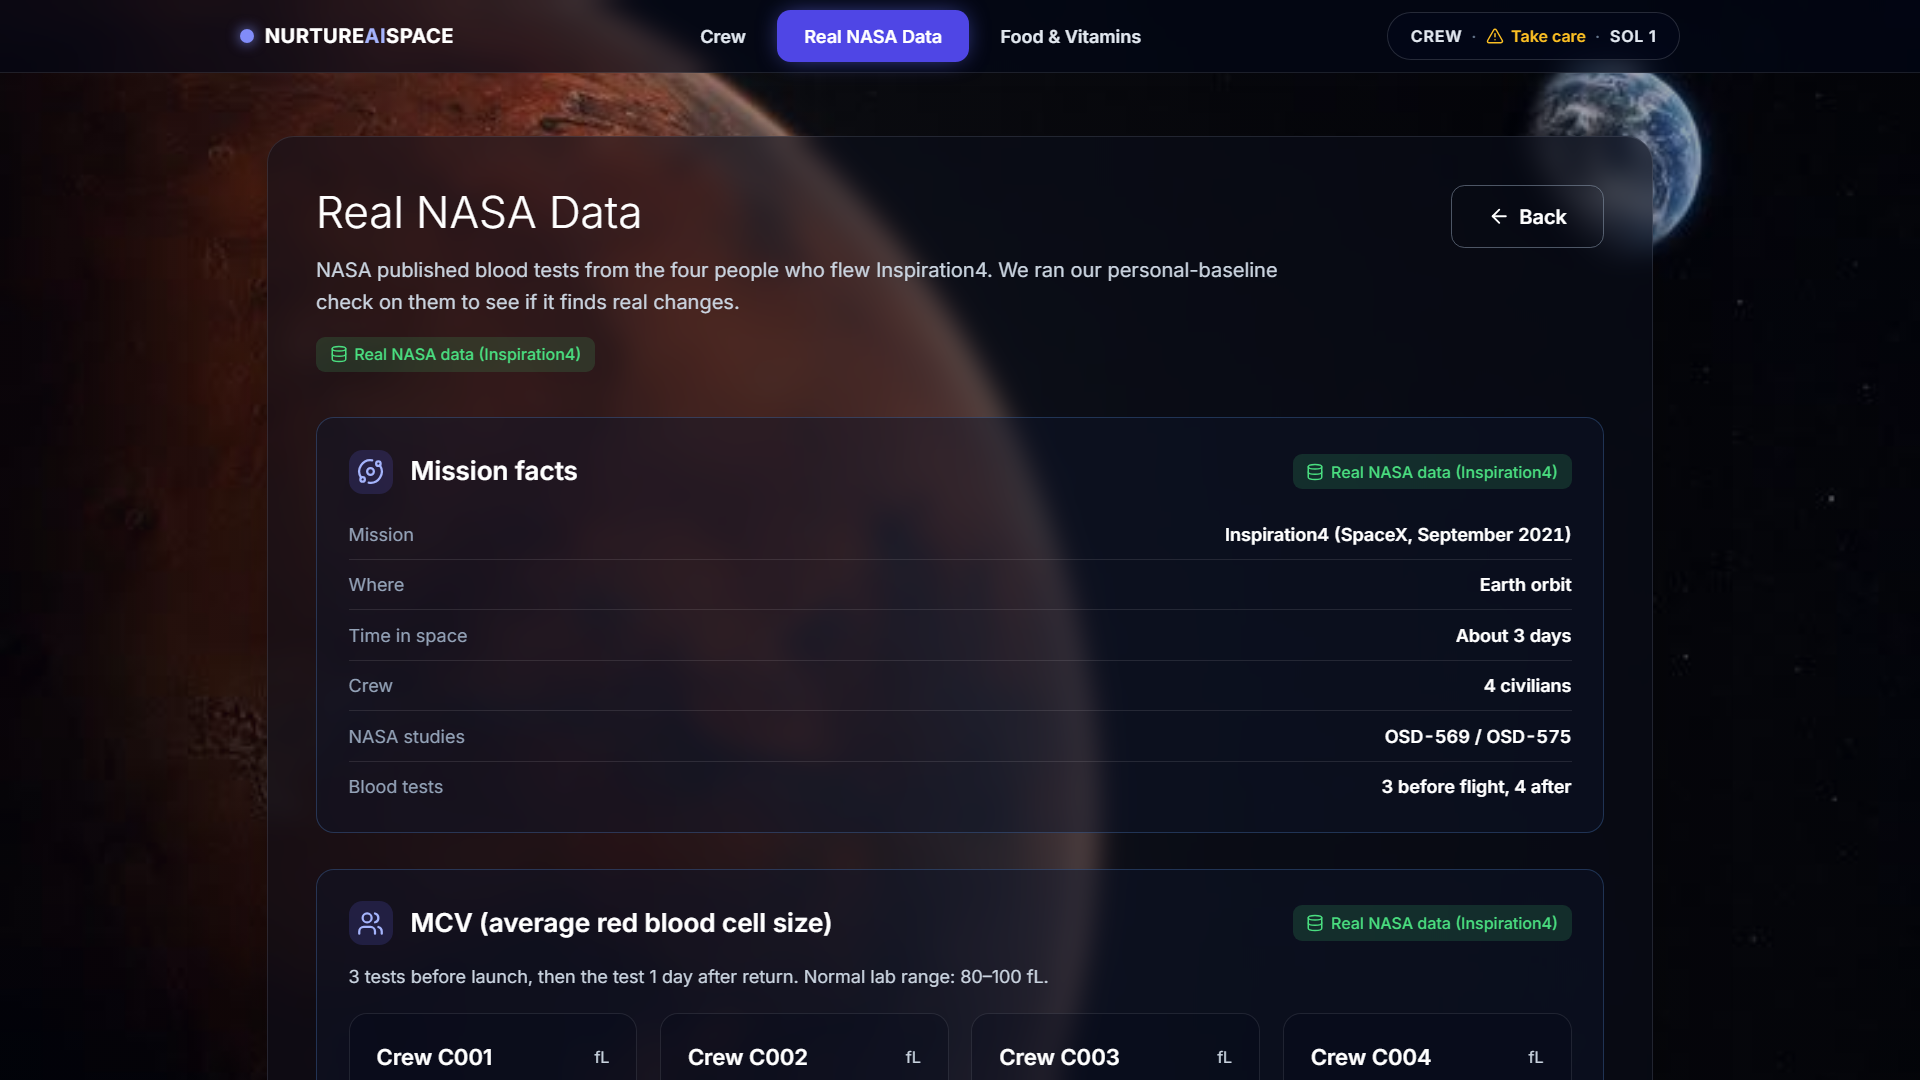 NURTUREAISPACE
Crew
Real NASA Data
Food & Vitamins
CREW · Take care · SOL 1
Real NASA Data
Back
NASA published blood tests from the four people who flew Inspiration4. We ran our personal-baseline
check on them to see if it finds real changes.
Real NASA data (Inspiration4)
Mission facts
Real NASA data (Inspiration4)
Mission
Inspiration4 (SpaceX, September 2021)
Where
Earth orbit
Time in space
About 3 days
Crew
4 civilians
NASA studies
OSD-569 / OSD-575
Blood tests
3 before flight, 4 after
MCV (average red blood cell size)
Real NASA data (Inspiration4)
3 tests before launch, then the test 1 day after return. Normal lab range: 80–100 fL.
Crew C001 fL
Crew C002 fL
Crew C003 fL
Crew C004 fL